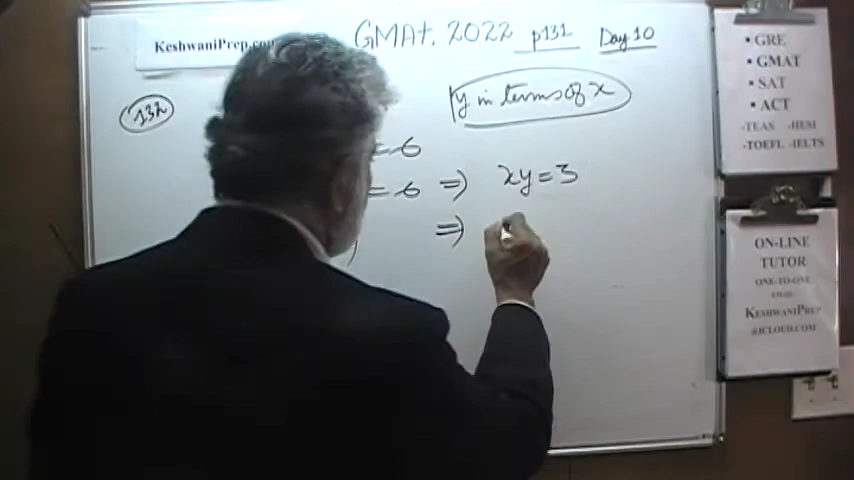 KeshwaniPrep.com
GMAT. 2022 p131 Day 10
132
y in terms of x
= 6
= 6 ⇒ xy = 3
)
⇒
• GRE
• GMAT
• SAT
• ACT
-TEAS -HESI
-TOEFL -IELTS
ON-LINE
TUTOR
ONE-TO-ONE
KESHWANIPREP
@ICLOUD.COM